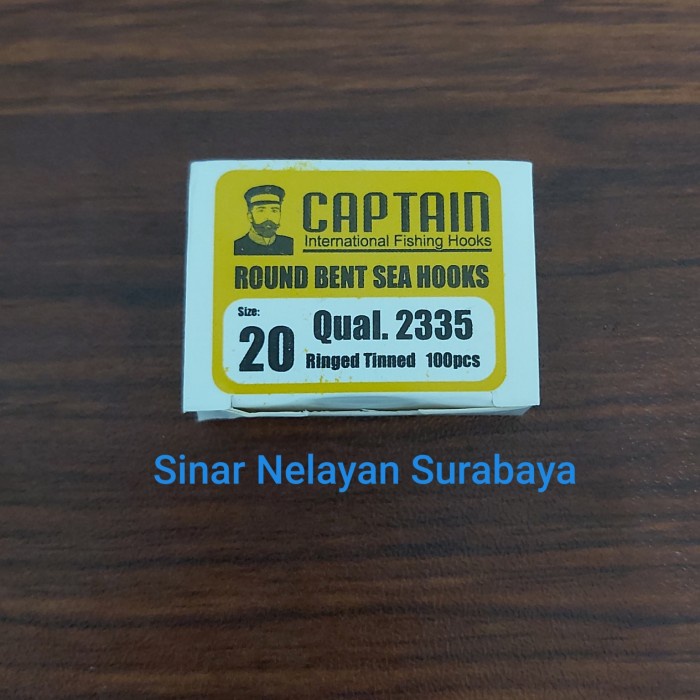 CAPTAIN
International Fishing Hooks
ROUND BENT SEA HOOKS
Size:
20
Qual. 2335
Ringed Tinned 100pcs
Sinar Nelayan Surabaya